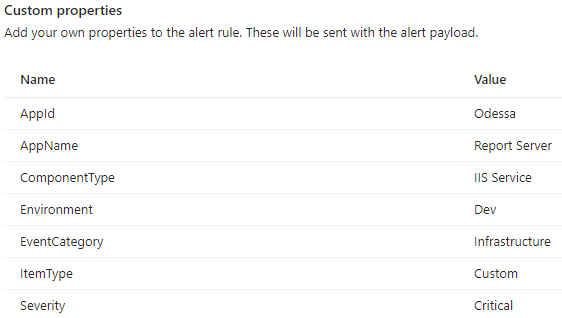 Custom properties
Add your own properties to the alert rule. These will be sent with the alert payload.
Name Value
AppId Odessa
AppName Report Server
ComponentType IIS Service
Environment Dev
EventCategory Infrastructure
ItemType Custom
Severity Critical